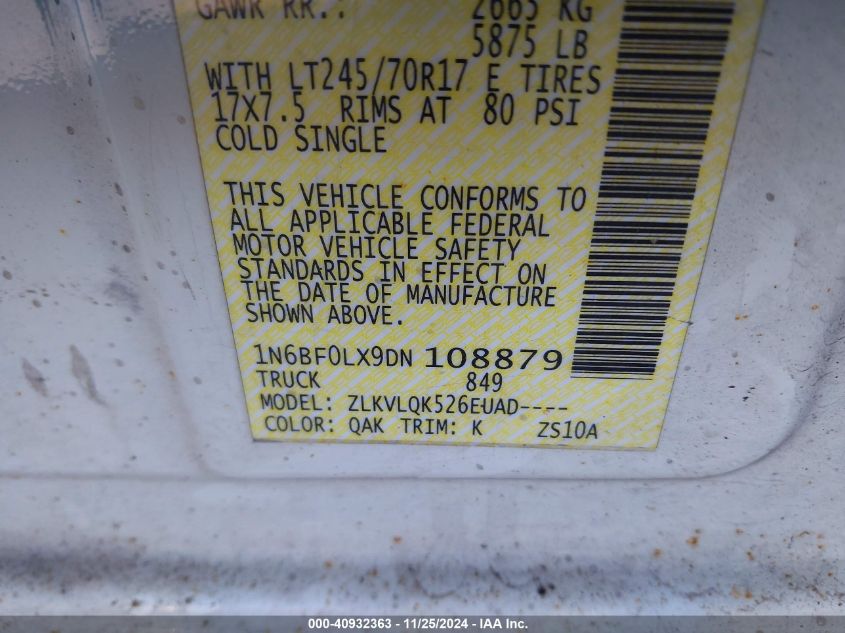 GAWR RR.: 2665 KG
5875 LB
WITH LT245/70R17 E TIRES
17X7.5 RIMS AT 80 PSI
COLD SINGLE
THIS VEHICLE CONFORMS TO
ALL APPLICABLE FEDERAL
MOTOR VEHICLE SAFETY
STANDARDS IN EFFECT ON
THE DATE OF MANUFACTURE
SHOWN ABOVE.
1N6BF0LX9DN 108879
TRUCK 849
MODEL: ZLKVLQK526EUAD----
COLOR: QAK TRIM: K ZS10A
000-40932363 - 11/25/2024 - IAA Inc.